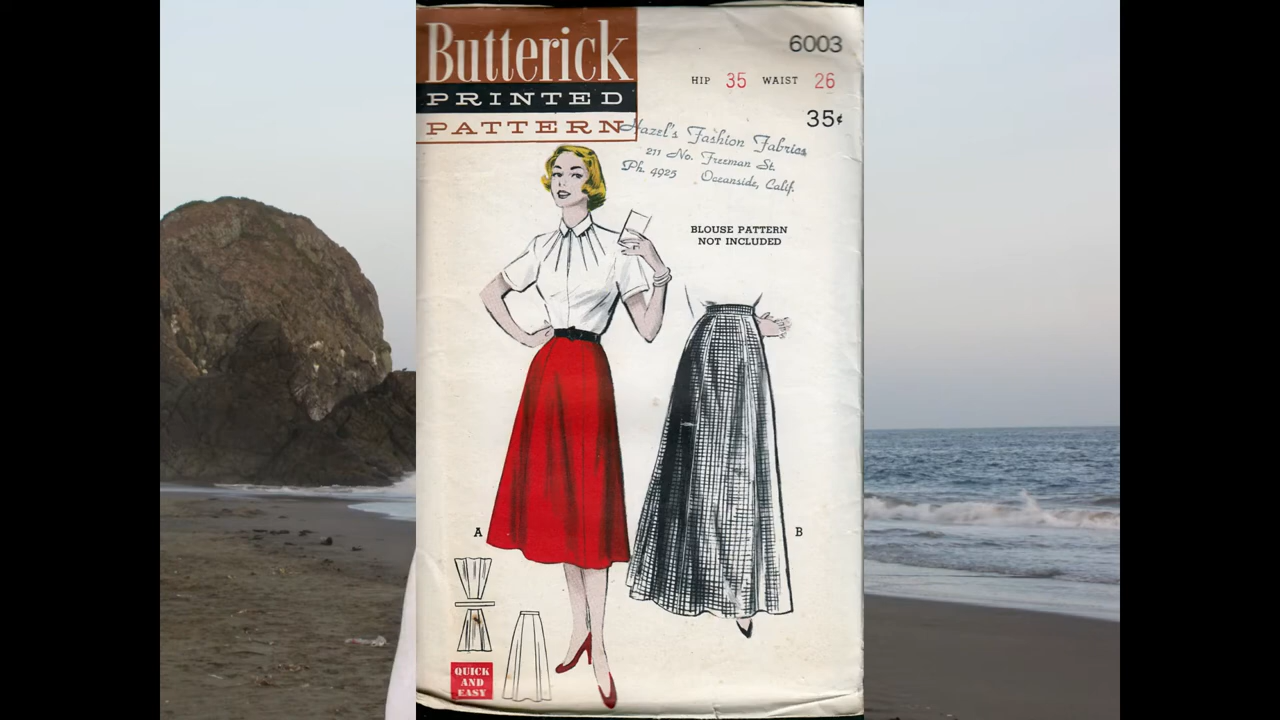 Butterick
PRINTED
PATTERN
6003
HIP 35 WAIST 26
35¢
Hazel's Fashion Fabrics
211 No. Freeman St.
Ph. 4925 Oceanside, Calif.
BLOUSE PATTERN
NOT INCLUDED
A
B
QUICK
AND
EASY